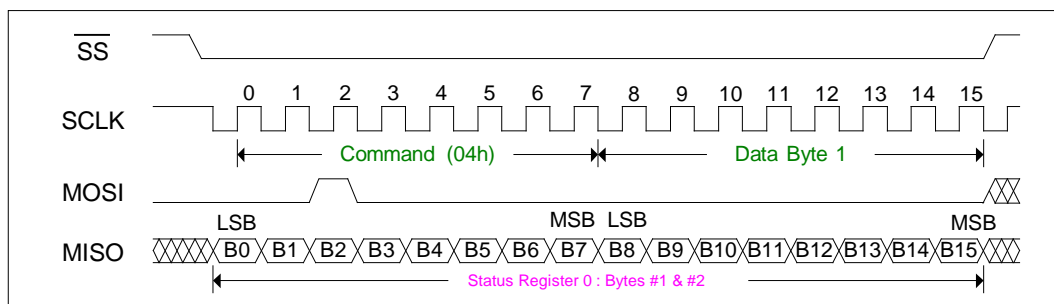 SS
0 1 2 3 4 5 6 7 8 9 10 11 12 13 14 15
SCLK
Command (04h) Data Byte 1
MOSI
LSB MSB LSB MSB
MISO B0 B1 B2 B3 B4 B5 B6 B7 B8 B9 B10 B11 B12 B13 B14 B15
Status Register 0 : Bytes #1 & #2